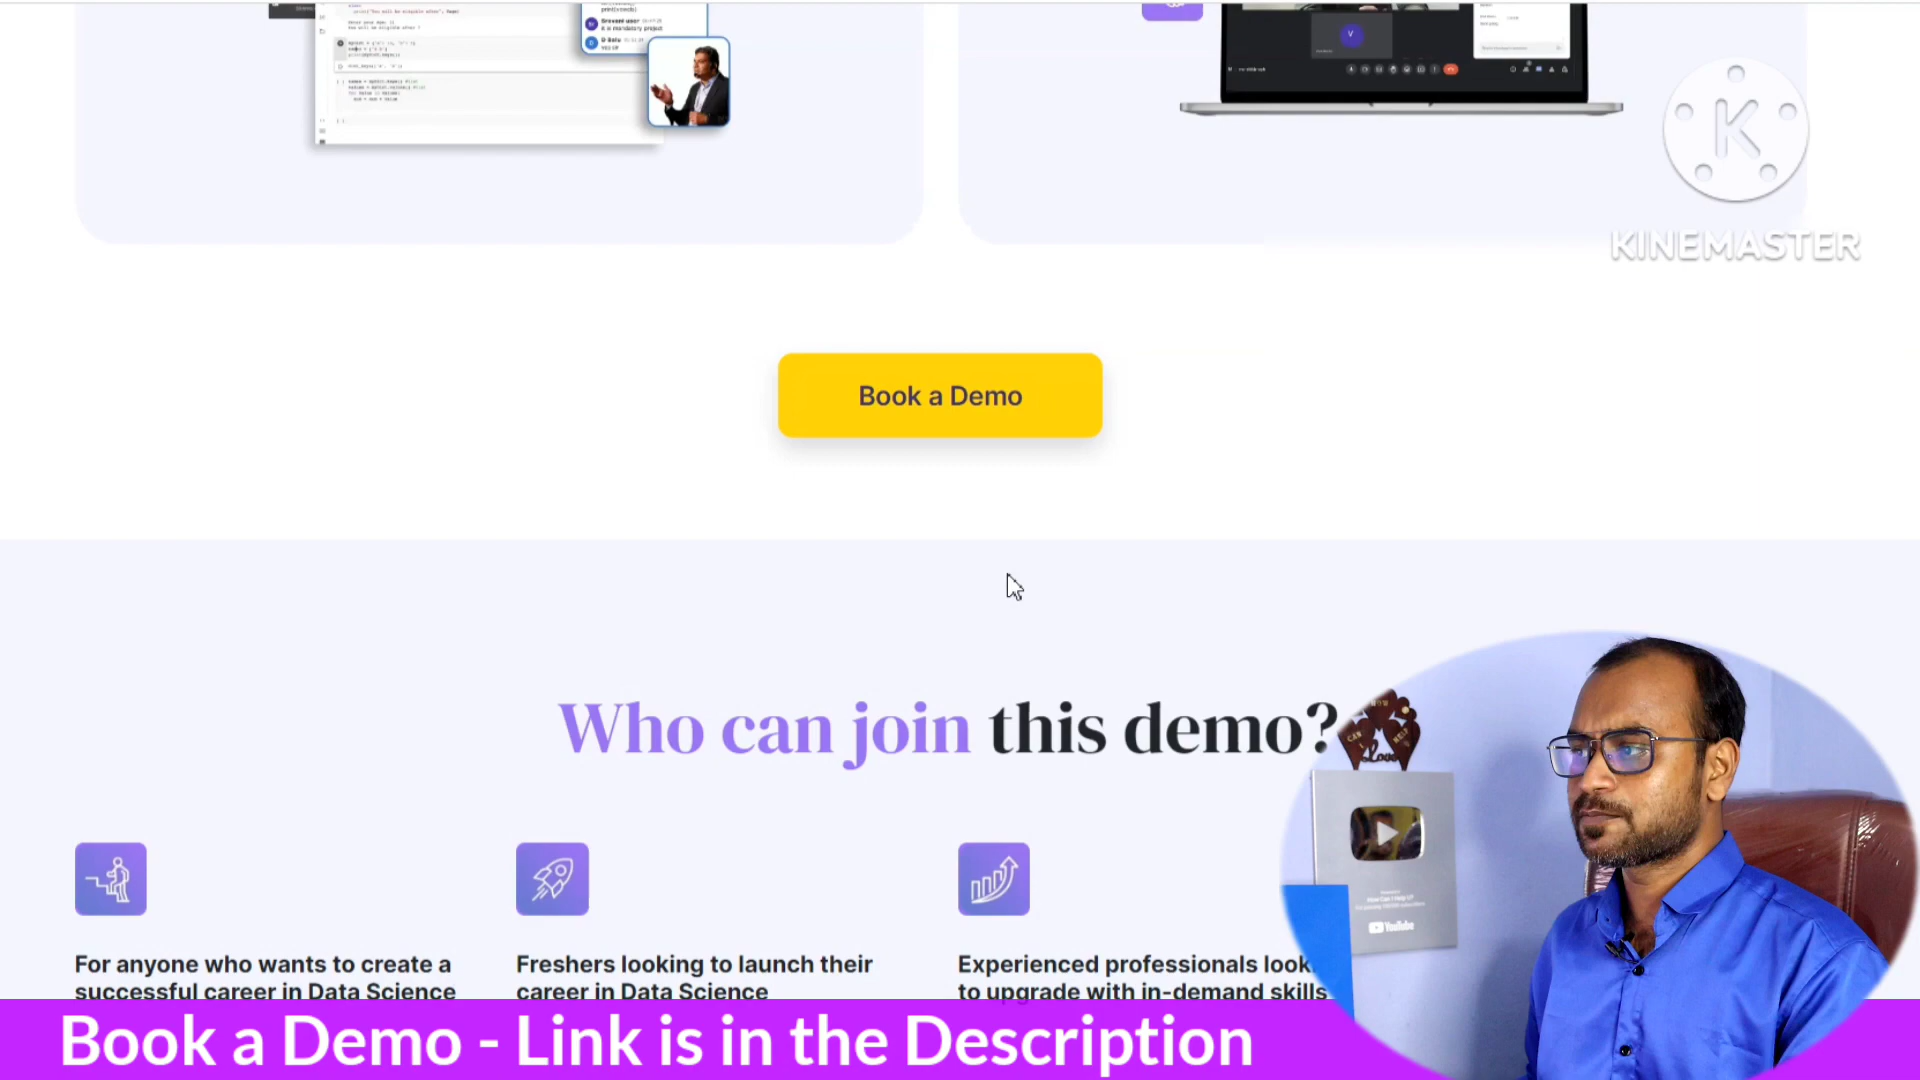 KINEMASTER
Book a Demo
Who can join this demo?
For anyone who wants to create a
successful career in Data Science
Freshers looking to launch their
career in Data Science
Experienced professionals look
to upgrade with in-demand skills
YouTube
Book a Demo - Link is in the Description